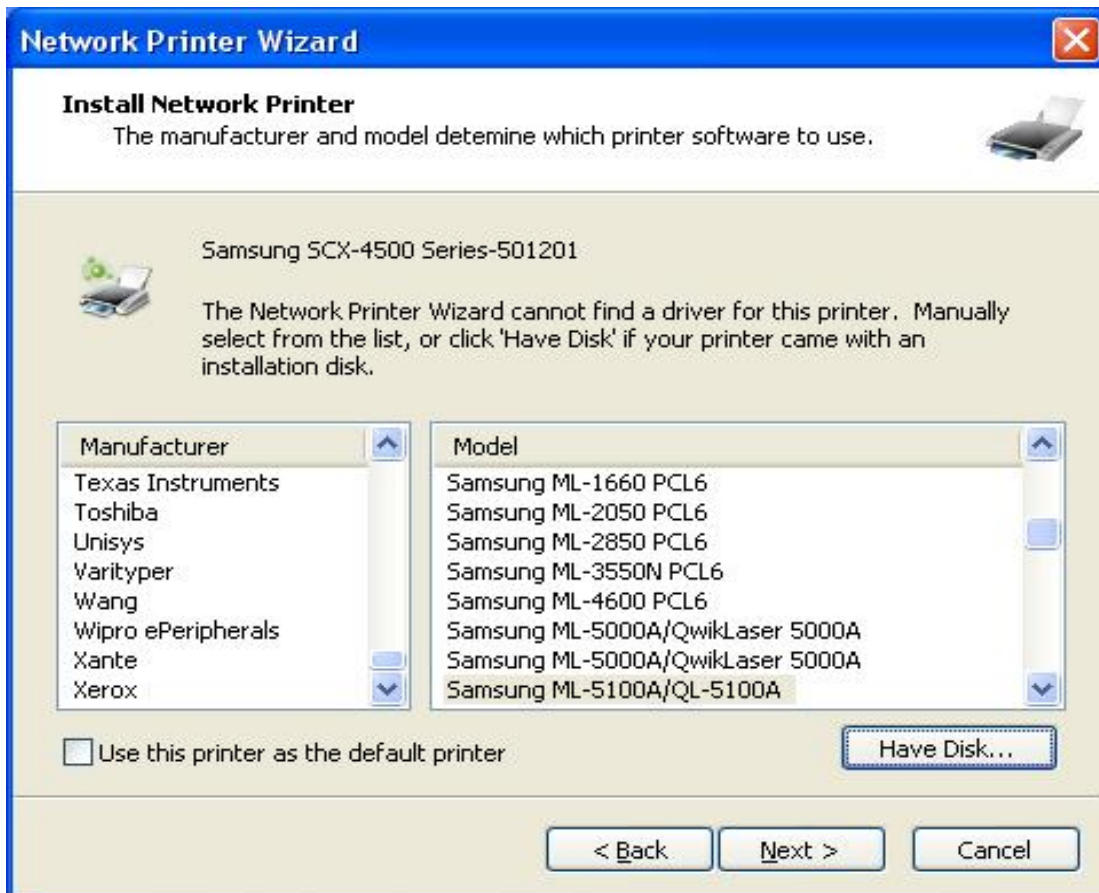 Network Printer Wizard
Install Network Printer
The manufacturer and model detemine which printer software to use.
Samsung SCX-4500 Series-501201
The Network Printer Wizard cannot find a driver for this printer. Manually
select from the list, or click 'Have Disk' if your printer came with an
installation disk.
Manufacturer
Texas Instruments
Toshiba
Unisys
Varityper
Wang
Wipro ePeripherals
Xante
Xerox
Model
Samsung ML-1660 PCL6
Samsung ML-2050 PCL6
Samsung ML-2850 PCL6
Samsung ML-3550N PCL6
Samsung ML-4600 PCL6
Samsung ML-5000A/QwikLaser 5000A
Samsung ML-5000A/QwikLaser 5000A
Samsung ML-5100A/QL-5100A
Use this printer as the default printer
Have Disk...
< Back
Next >
Cancel